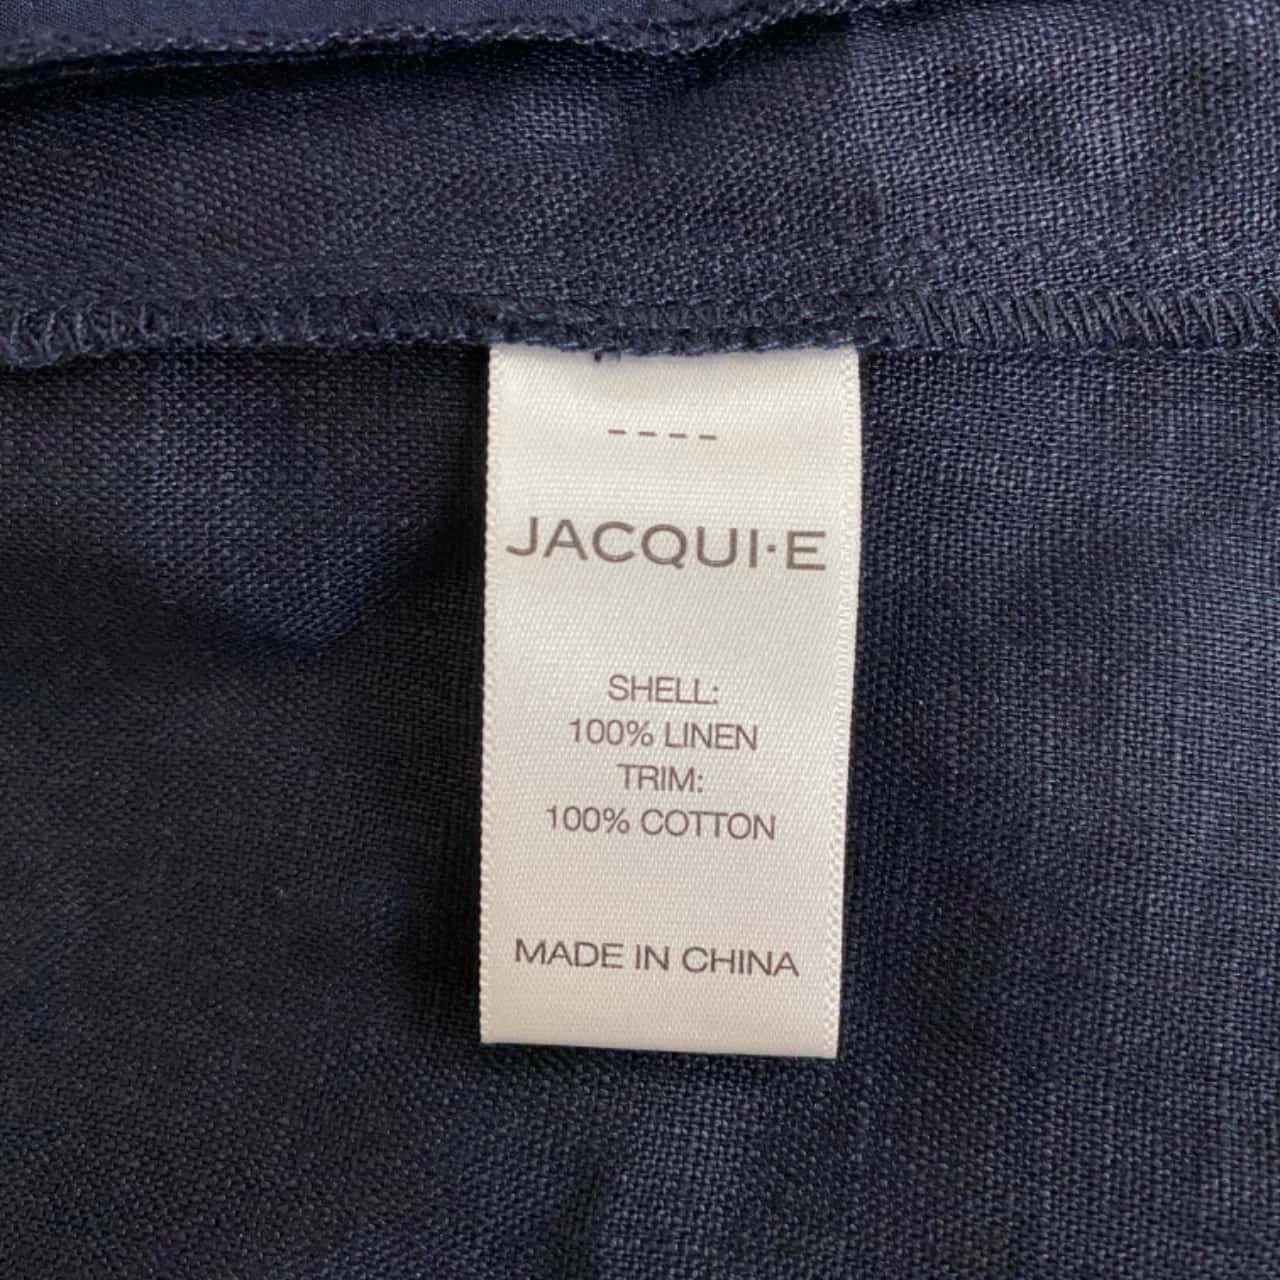 ----
JACQUI·E
SHELL:
100% LINEN
TRIM:
100% COTTON
MADE IN CHINA